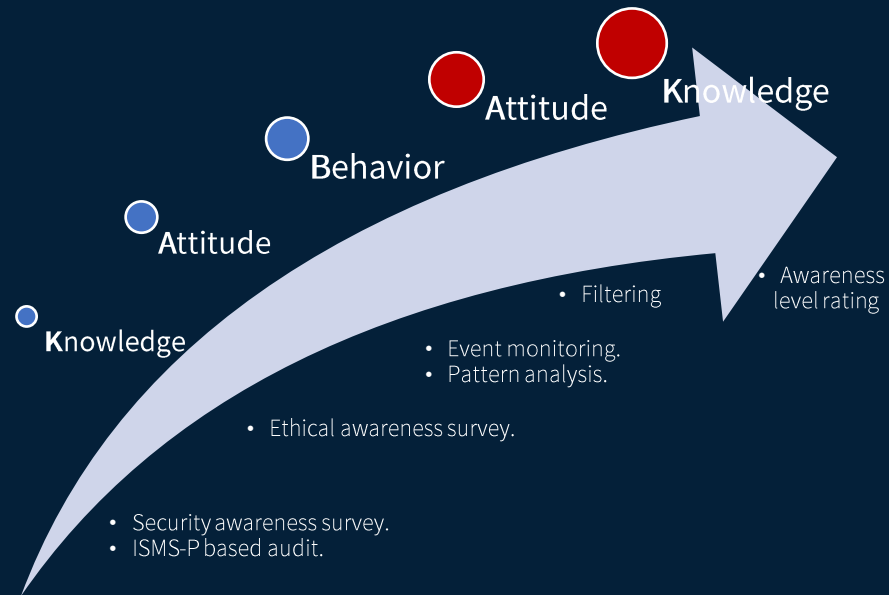 Knowledge
Attitude
Behavior
Attitude
Knowledge
• Security awareness survey.
• ISMS-P based audit.
• Ethical awareness survey.
• Event monitoring.
• Pattern analysis.
• Filtering
• Awareness
level rating